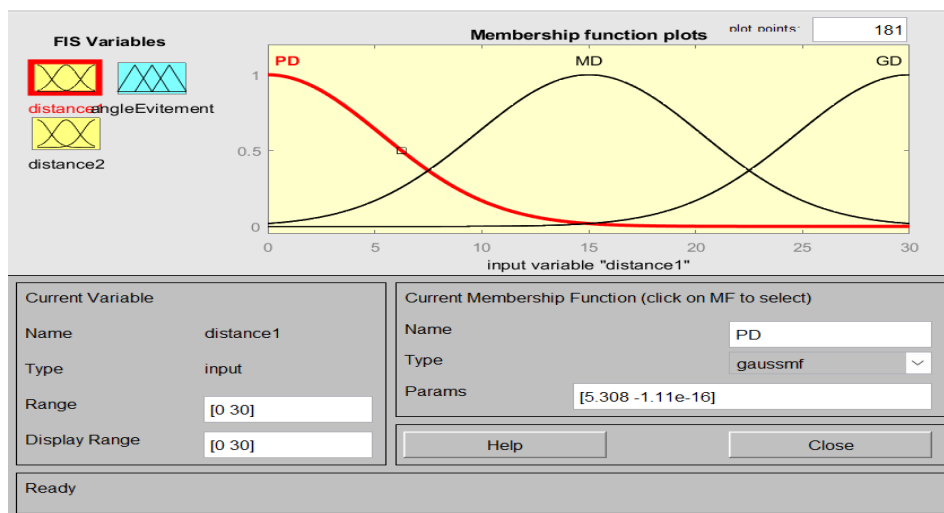 FIS Variables
distance1
angleEvitement
distance2
Membership function plots
plot points:
181
PD
MD
GD
1
0.5
0
0
5
10
15
20
25
30
input variable "distance1"
Current Variable
Name
distance1
Type
input
Range
[0 30]
Display Range
[0 30]
Current Membership Function (click on MF to select)
Name
PD
Type
gaussmf
Params
[5.308 -1.11e-16]
Help
Close
Ready